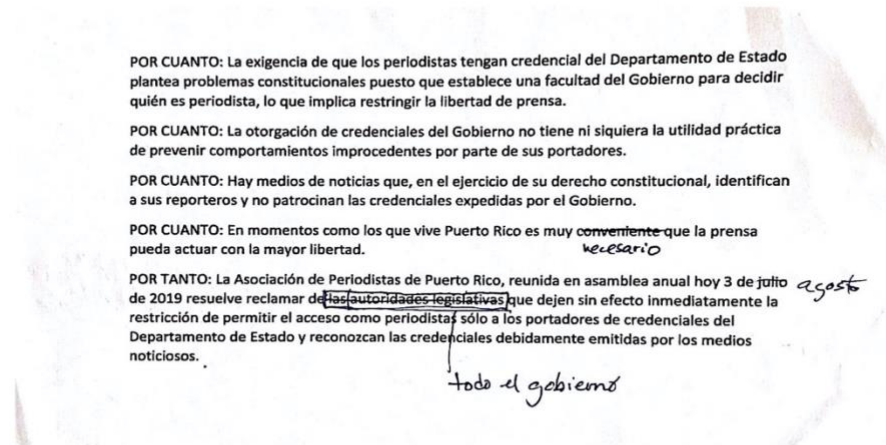 POR CUANTO: La exigencia de que los periodistas tengan credencial del Departamento de Estado
plantea problemas constitucionales puesto que establece una facultad del Gobierno para decidir
quién es periodista, lo que implica restringir la libertad de prensa.
POR CUANTO: La otorgación de credenciales del Gobierno no tiene ni siquiera la utilidad práctica
de prevenir comportamientos improcedentes por parte de sus portadores.
POR CUANTO: Hay medios de noticias que, en el ejercicio de su derecho constitucional, identifican
a sus reporteros y no patrocinan las credenciales expedidas por el Gobierno.
POR CUANTO: En momentos como los que vive Puerto Rico es muy conveniente que la prensa
pueda actuar con la mayor libertad.
necesario
POR TANTO: La Asociación de Periodistas de Puerto Rico, reunida en asamblea anual hoy 3 de julio agosto
de 2019 resuelve reclamar de las autoridades legislativas que dejen sin efecto inmediatamente la
restricción de permitir el acceso como periodistas sólo a los portadores de credenciales del
Departamento de Estado y reconozcan las credenciales debidamente emitidas por los medios
noticiosos.
todo el gobierno